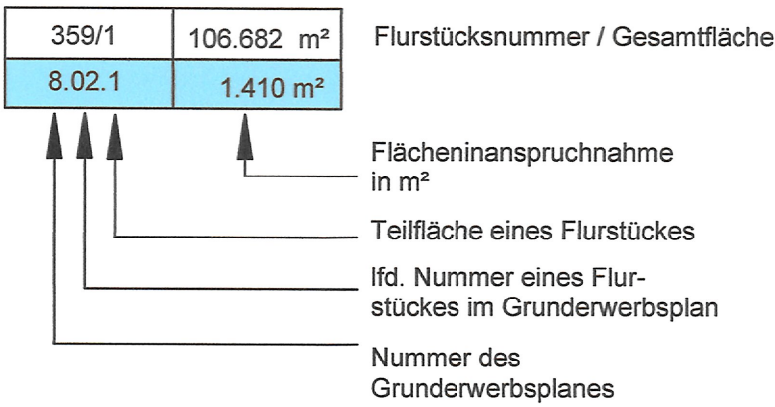 359/1 106.682 m² Flurstücksnummer / Gesamtfläche
8.02.1 1.410 m²
Flächeninanspruchnahme
in m²
Teilfläche eines Flurstückes
lfd. Nummer eines Flur-
stückes im Grunderwerbsplan
Nummer des
Grunderwerbsplanes